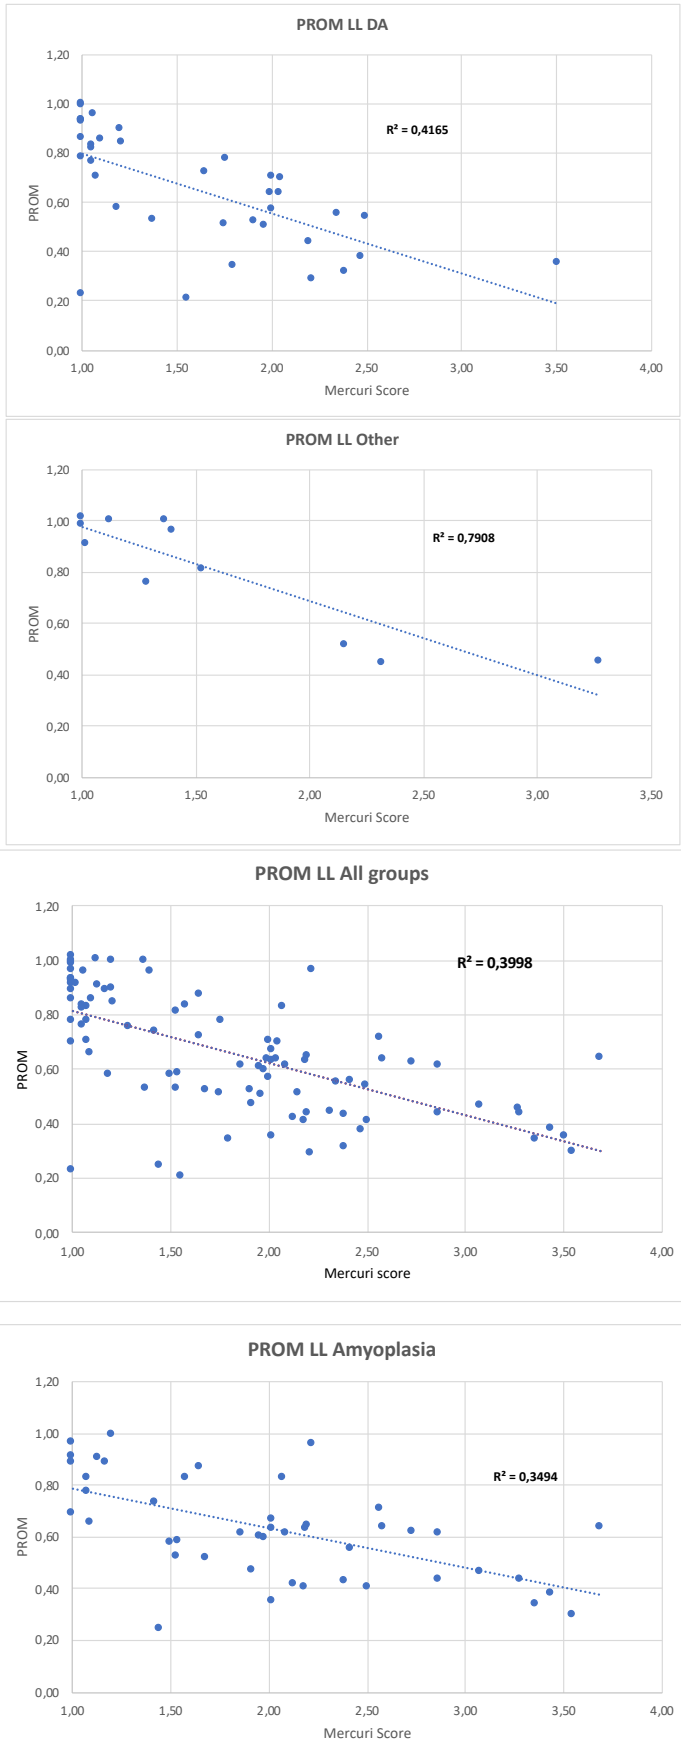 PROM LL DA
1,20
1,00
0,80
0,60
0,40
0,20
0,00
PROM
R² = 0,4165
1,00 1,50 2,00 2,50 3,00 3,50 4,00
Mercuri Score
PROM LL Other
1,20
1,00
0,80
0,60
0,40
0,20
0,00
PROM
R² = 0,7908
1,00 1,50 2,00 2,50 3,00 3,50
Mercuri Score
PROM LL All groups
1,20
1,00
0,80
0,60
0,40
0,20
0,00
PROM
R² = 0,3998
1,00 1,50 2,00 2,50 3,00 3,50 4,00
Mercuri score
PROM LL Amyoplasia
1,20
1,00
0,80
0,60
0,40
0,20
0,00
PROM
R² = 0,3494
1,00 1,50 2,00 2,50 3,00 3,50 4,00
Mercuri Score